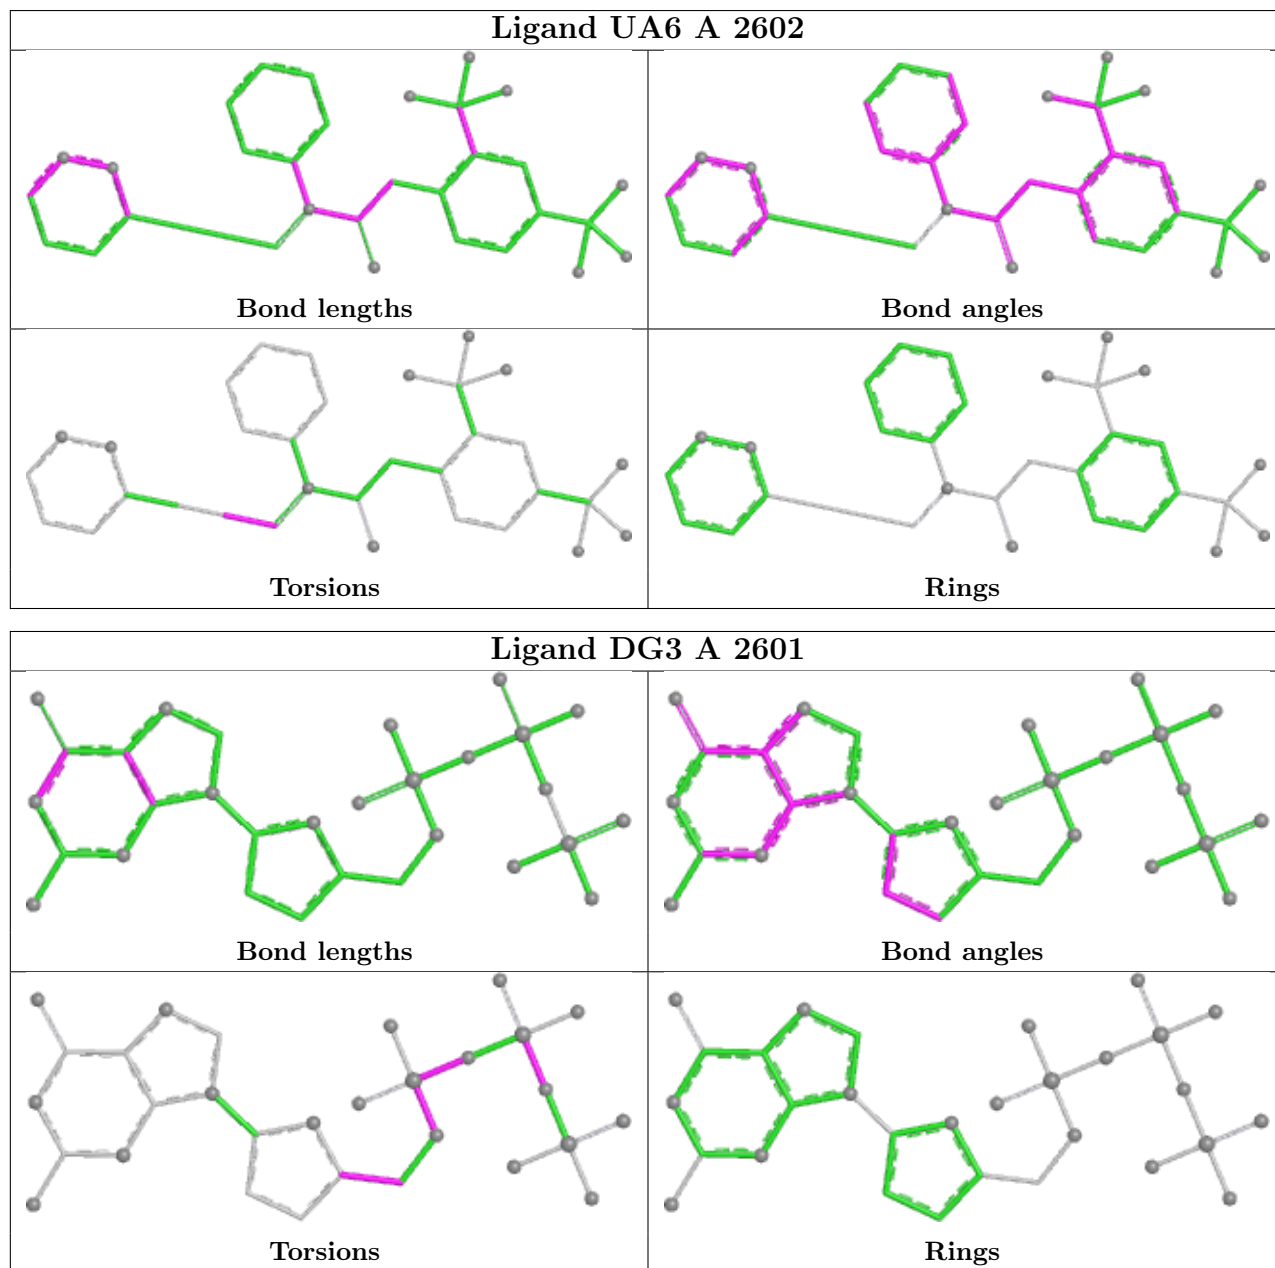 Ligand UA6 A 2602
Bond lengths
Bond angles
Torsions
Rings
Ligand DG3 A 2601
Bond lengths
Bond angles
Torsions
Rings